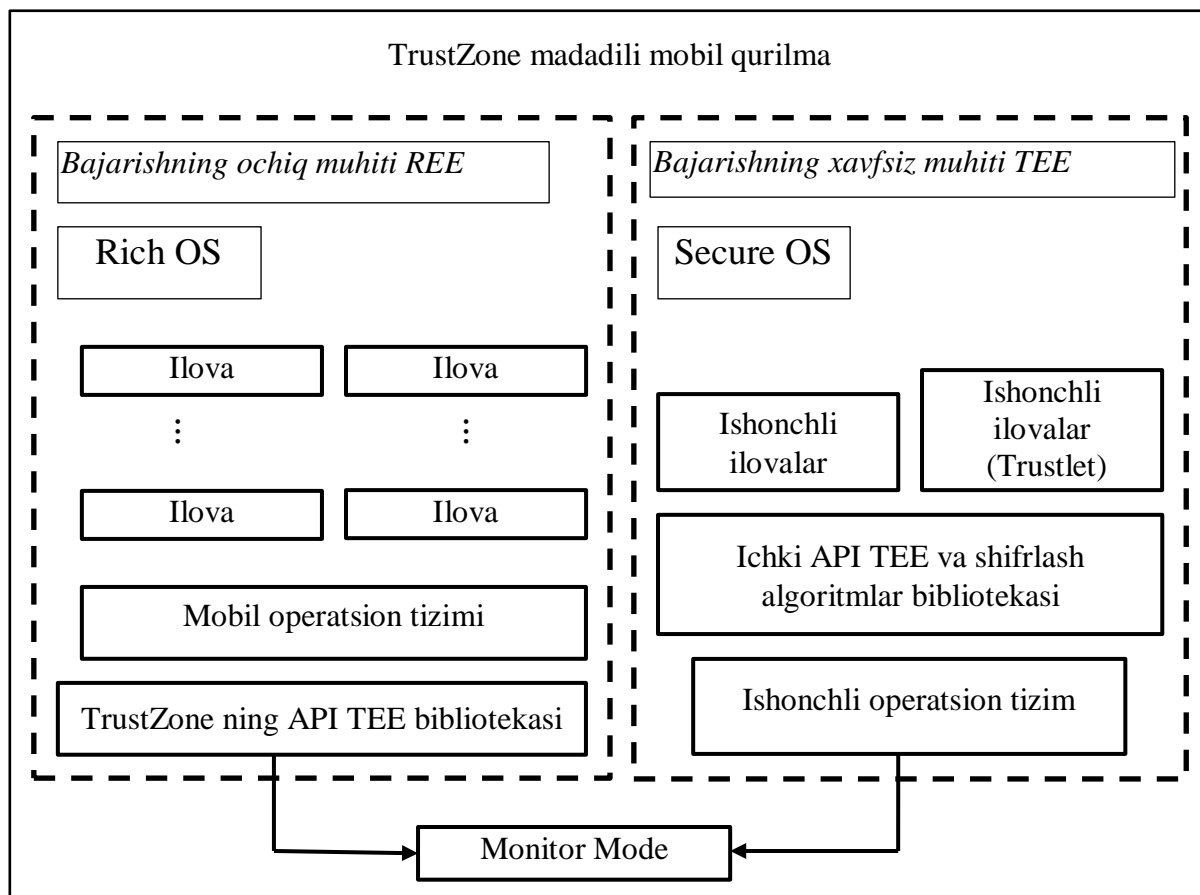 TrustZone madadili mobil qurilma
Bajarishning ochiq muhiti REE
Rich OS
Ilova
Ilova
⋮
⋮
Ilova
Ilova
Mobil operatsion tizimi
TrustZone ning API TEE bibliotekasi
Bajarishning xavfsiz muhiti TEE
Secure OS
Ishonchli
ilovalar
Ishonchli
ilovalar
(Trustlet)
Ichki API TEE va shifrlash
algoritmlar bibliotekasi
Ishonchli operatsion tizim
Monitor Mode